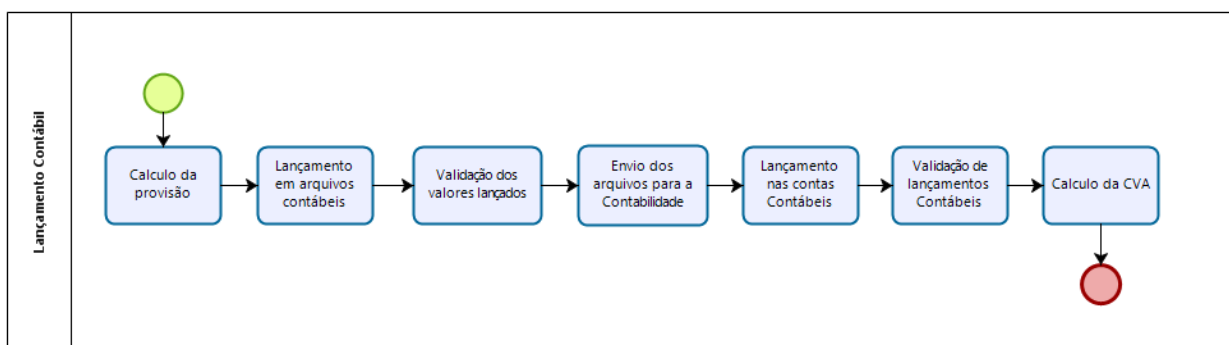 Lançamento Contábil
Calculo da
provisão
Lançamento
em arquivos
contábeis
Validação dos
valores lançados
Envio dos
arquivos para a
Contabilidade
Lançamento
nas contas
Contábeis
Validação de
lançamentos
Contábeis
Calculo da CVA